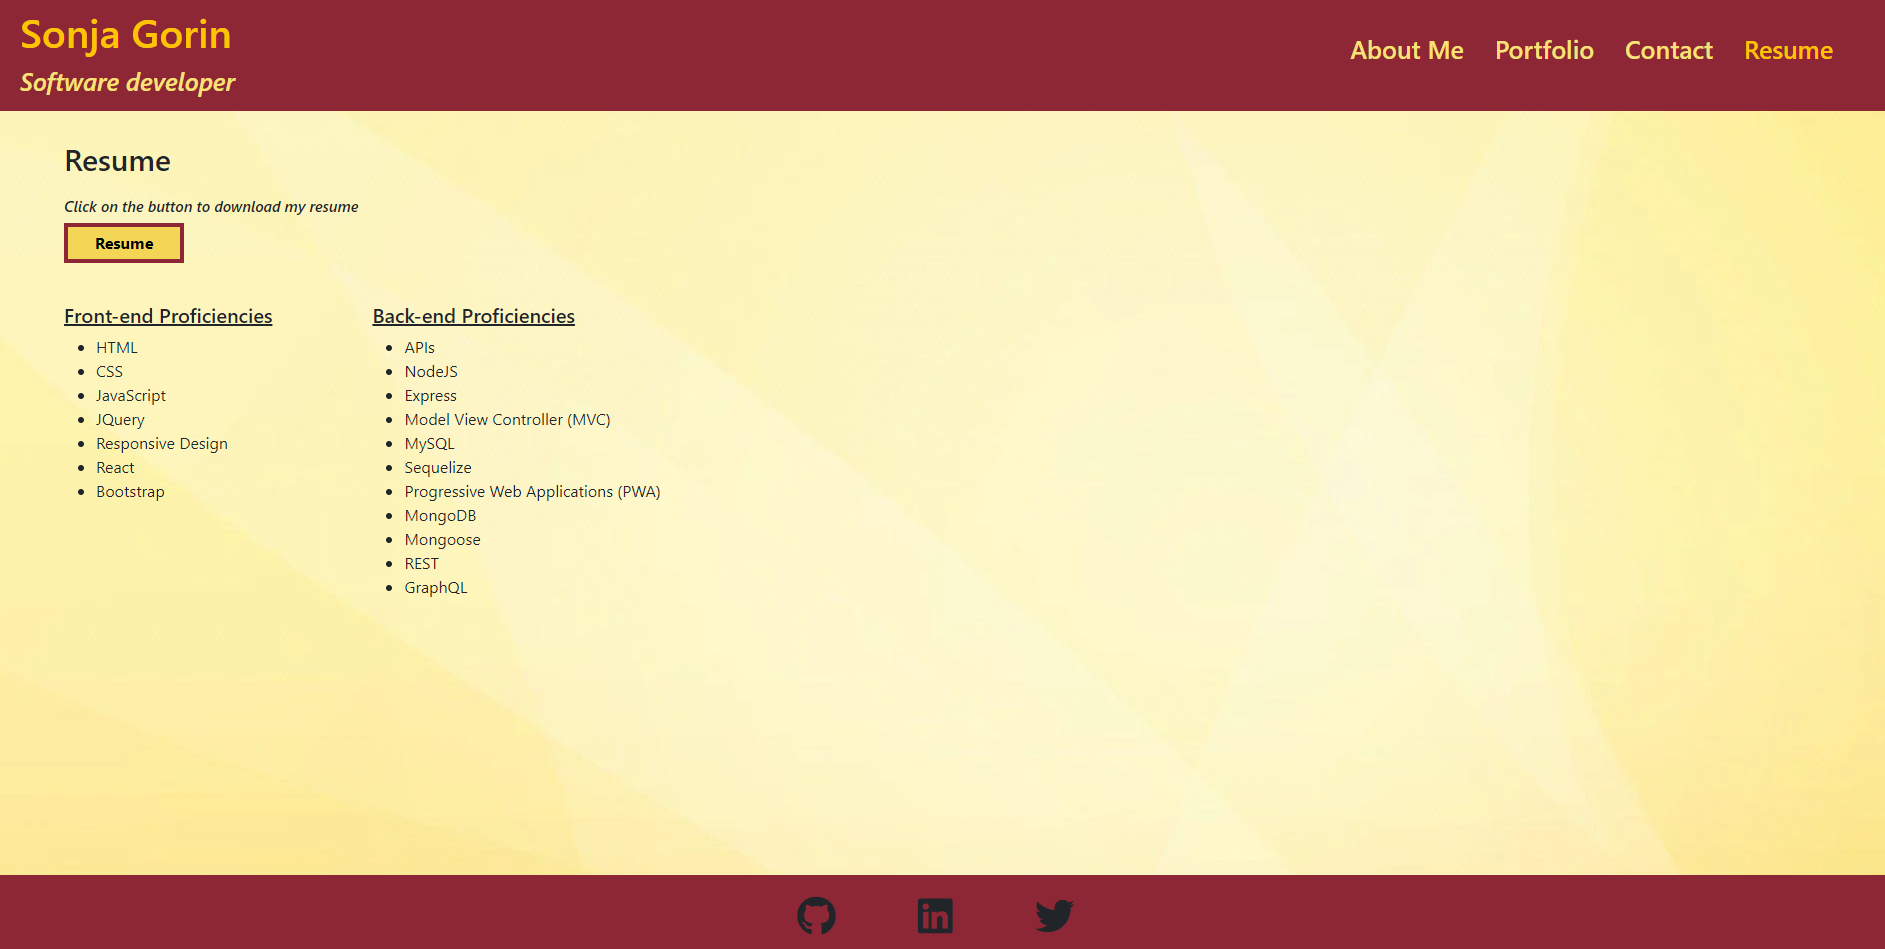 Sonja Gorin
Software developer
About Me Portfolio Contact Resume
Resume
Click on the button to download my resume
Resume
Front-end Proficiencies
HTML
CSS
JavaScript
JQuery
Responsive Design
React
Bootstrap
Back-end Proficiencies
APIs
NodeJS
Express
Model View Controller (MVC)
MySQL
Sequelize
Progressive Web Applications (PWA)
MongoDB
Mongoose
REST
GraphQL
in